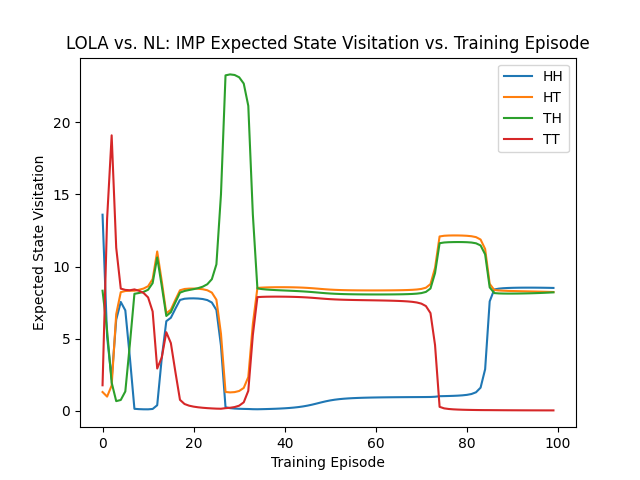 LOLA vs. NL: IMP Expected State Visitation vs. Training Episode
HH
HT
TH
TT
Expected State Visitation
20
15
10
5
0
0 20 40 60 80 100
Training Episode